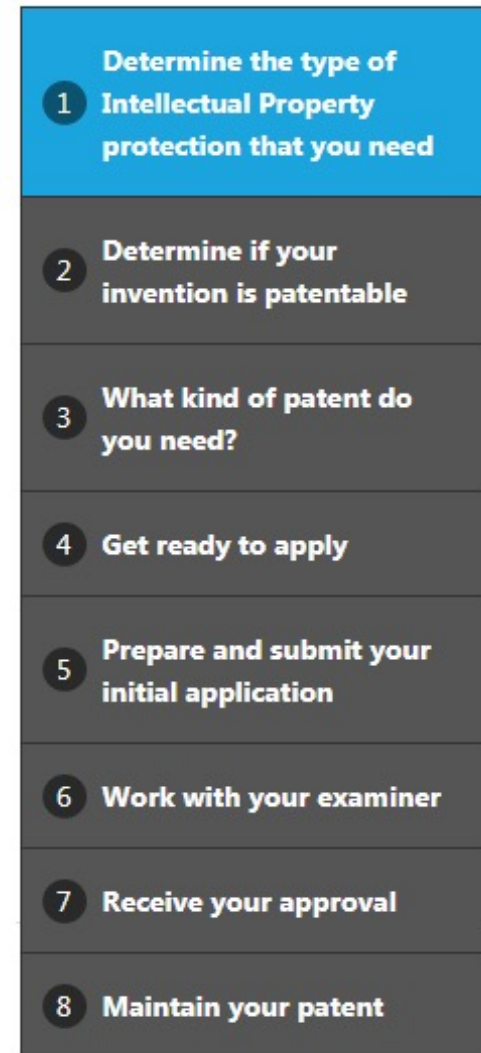 1
Determine the type of
Intellectual Property
protection that you need
2
Determine if your
invention is patentable
3
What kind of patent do
you need?
4
Get ready to apply
5
Prepare and submit your
initial application
6
Work with your examiner
7
Receive your approval
8
Maintain your patent